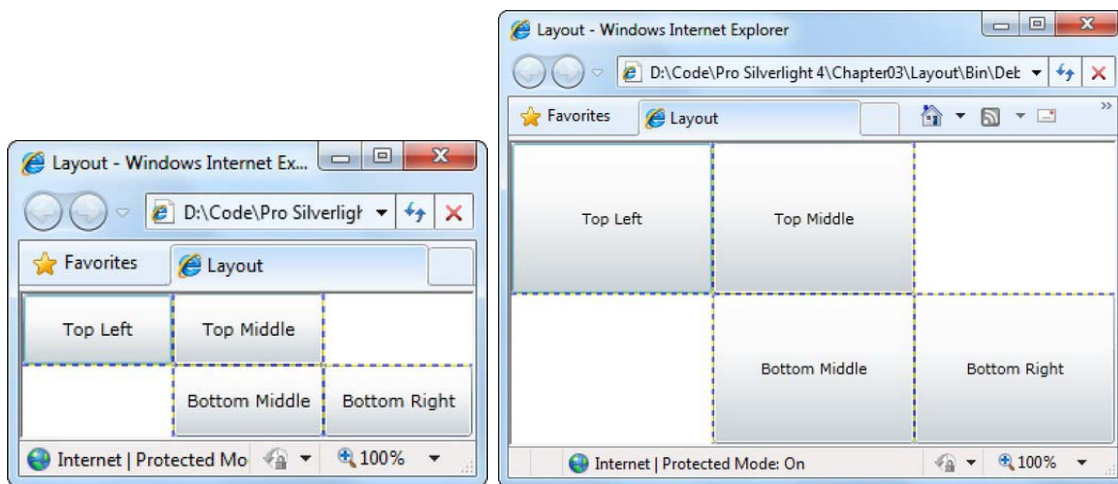 Layout - Windows Internet Ex...
D:\Code\Pro Silverligh
Favorites
Layout
Top Left Top Middle
Bottom Middle Bottom Right
Internet | Protected Mo 100%
Layout - Windows Internet Explorer
D:\Code\Pro Silverlight 4\Chapter03\Layout\Bin\Deb
Favorites
Layout
»
Top Left Top Middle
Bottom Middle Bottom Right
Internet | Protected Mode: On 100%